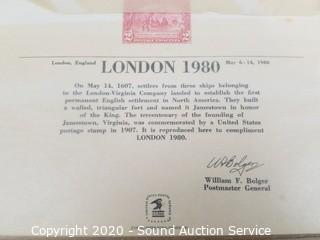 London, England
LONDON 1980
May 6-14, 1980
On May 14, 1607, settlers from three ships belonging
to the London-Virginia Company landed to establish the first
permanent English settlement in North America. They built
a walled, triangular fort and named it Jamestown in honor
of the King. The tercentenary of the founding of
Jamestown, Virginia, was commemorated by a United States
postage stamp in 1907. It is reproduced here to compliment
LONDON 1980.
William F. Bolger
Postmaster General
Copyright 2020 - Sound Auction Service